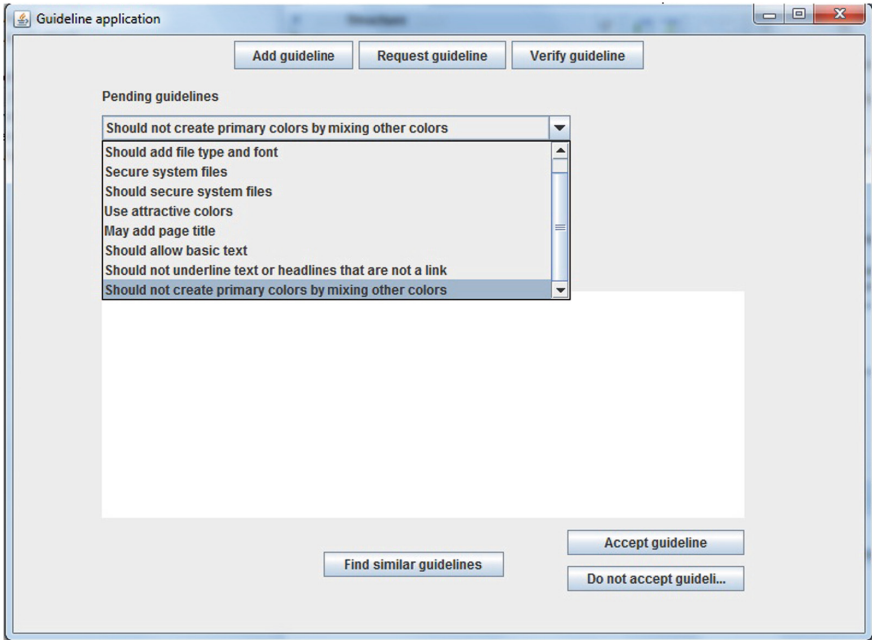 Guideline application
Add guideline Request guideline Verify guideline
Pending guidelines
Should not create primary colors by mixing other colors
Should add file type and font
Secure system files
Should secure system files
Use attractive colors
May add page title
Should allow basic text
Should not underline text or headlines that are not a link
Should not create primary colors by mixing other colors
Accept guideline
Find similar guidelines
Do not accept guideli...